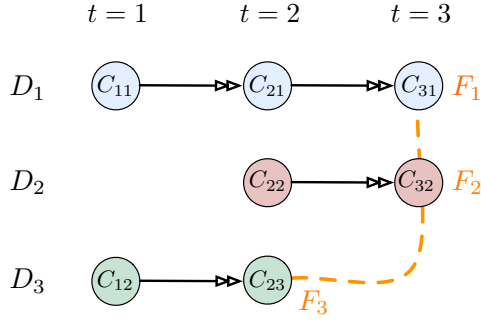 t = 1 t = 2 t = 3
D₁ C₁₁ C₂₁ C₃₁ F₁
D₂ C₂₂ C₃₂ F₂
D₃ C₁₂ C₂₃ F₃